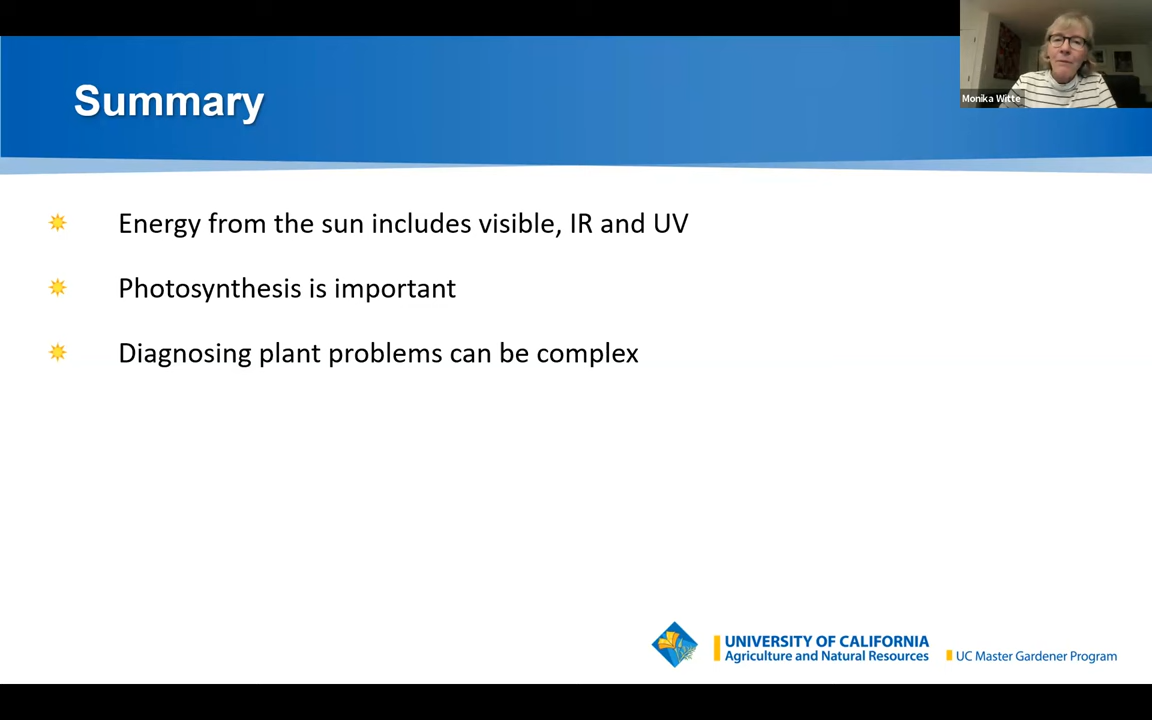 Summary
Monika Witte
Energy from the sun includes visible, IR and UV
Photosynthesis is important
Diagnosing plant problems can be complex
UNIVERSITY OF CALIFORNIA
Agriculture and Natural Resources
UC Master Gardener Program